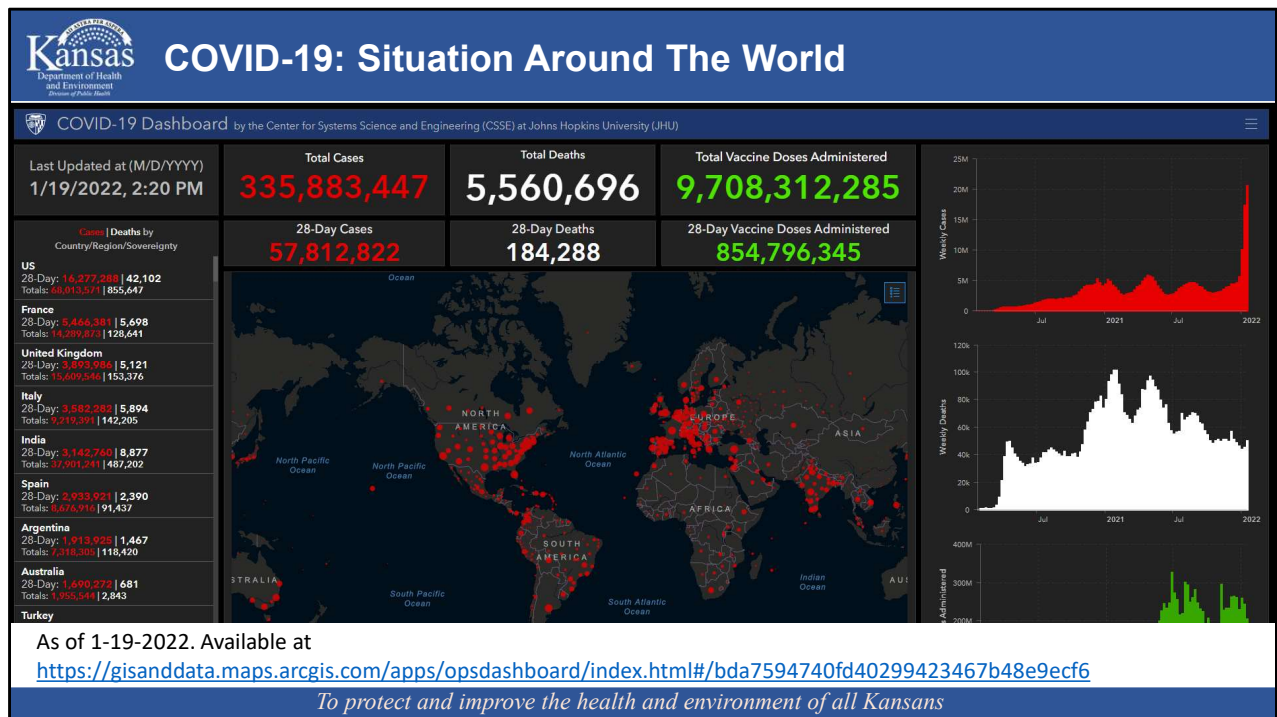 AD ASTRA PER ASPERA
Kansas
Department of Health
and Environment
Division of Public Health
COVID-19: Situation Around The World
COVID-19 Dashboard by the Center for Systems Science and Engineering (CSSE) at Johns Hopkins University (JHU)
Last Updated at (M/D/YYYY)
1/19/2022, 2:20 PM
Total Cases
335,883,447
Total Deaths
5,560,696
Total Vaccine Doses Administered
9,708,312,285
28-Day Cases
57,812,822
28-Day Deaths
184,288
28-Day Vaccine Doses Administered
854,796,345
Cases | Deaths by
Country/Region/Sovereignty
US
28-Day: 16,277,288 | 42,102
Totals: 68,013,571 | 855,647
France
28-Day: 5,466,381 | 5,698
Totals: 14,289,873 | 128,641
United Kingdom
28-Day: 3,893,986 | 5,121
Totals: 15,609,546 | 153,376
Italy
28-Day: 3,582,282 | 5,894
Totals: 9,219,391 | 142,205
India
28-Day: 3,142,760 | 8,877
Totals: 37,901,241 | 487,202
Spain
28-Day: 2,933,921 | 2,390
Totals: 8,676,916 | 91,437
Argentina
28-Day: 1,913,925 | 1,467
Totals: 7,318,305 | 118,420
Australia
28-Day: 1,690,272 | 681
Totals: 1,955,544 | 2,843
Turkey
Ocean
NORTH
AMERICA
EUROPE
ASIA
North Pacific
Ocean
North Pacific
Ocean
North Atlantic
Ocean
AFRICA
SOUTH
AMERICA
STRALIA
Indian
Ocean
AU
South Pacific
Ocean
South Atlantic
Ocean
Weekly Cases
25M
20M
15M
10M
5M
0
Jul
2021
Jul
2022
Weekly Deaths
120k
100k
80k
60k
40k
20k
0
Jul
2021
Jul
2022
s Administered
400M
300M
200M
As of 1-19-2022. Available at
https://gisanddata.maps.arcgis.com/apps/opsdashboard/index.html#/bda7594740fd40299423467b48e9ecf6
To protect and improve the health and environment of all Kansans